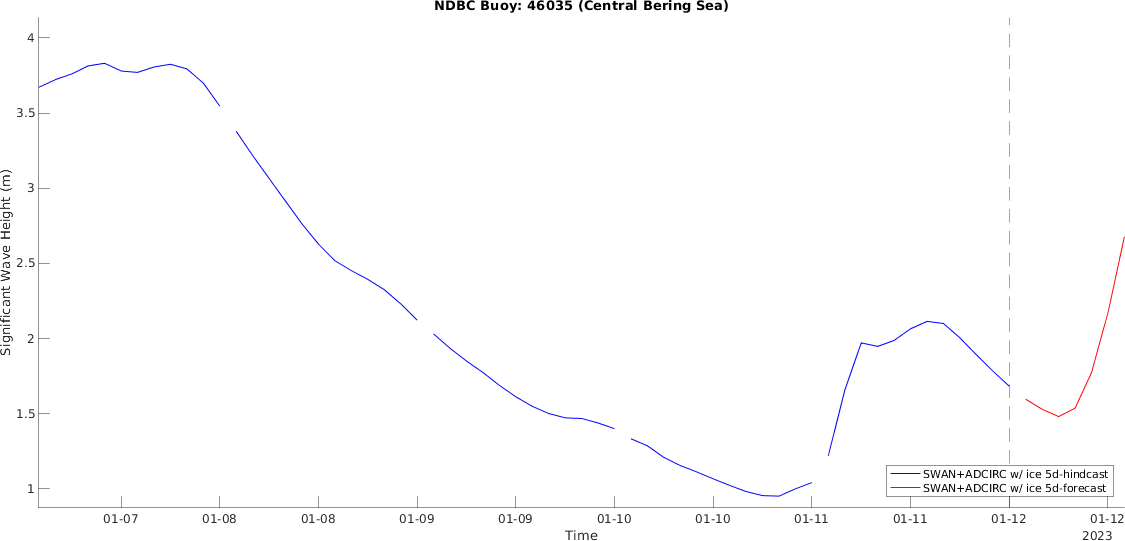 NDBC Buoy: 46035 (Central Bering Sea)
Significant Wave Height (m)
4
3.5
3
2.5
2
1.5
1
SWAN+ADCIRC w/ ice 5d-hindcast
SWAN+ADCIRC w/ ice 5d-forecast
01-07 01-08 01-08 01-09 01-09 01-10 01-10 01-11 01-11 01-12 01-12
Time
2023